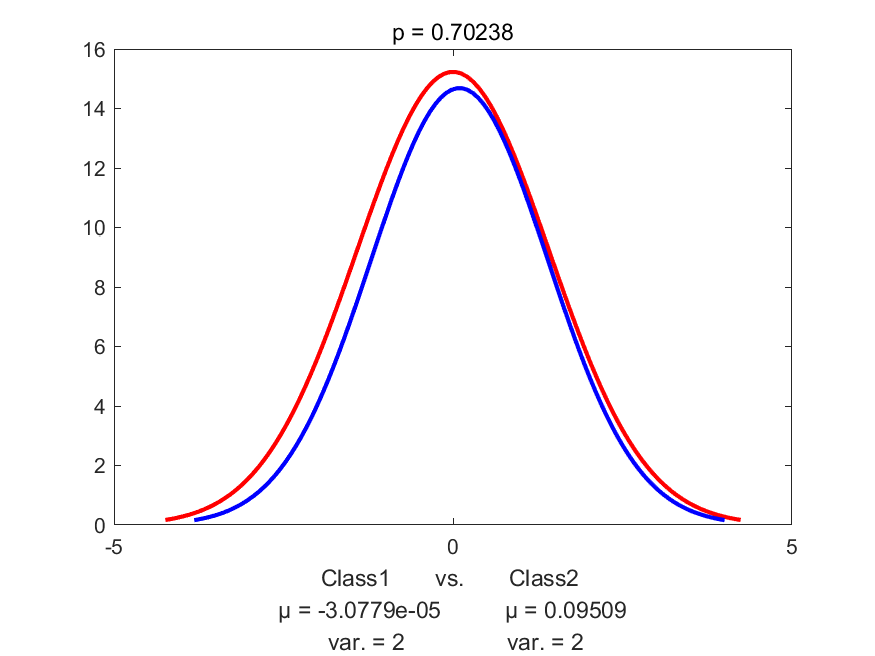 p = 0.70238
16
14
12
10
8
6
4
2
0
-5 0 5
Class1 vs. Class2
μ = -3.0779e-05 μ = 0.09509
var. = 2 var. = 2